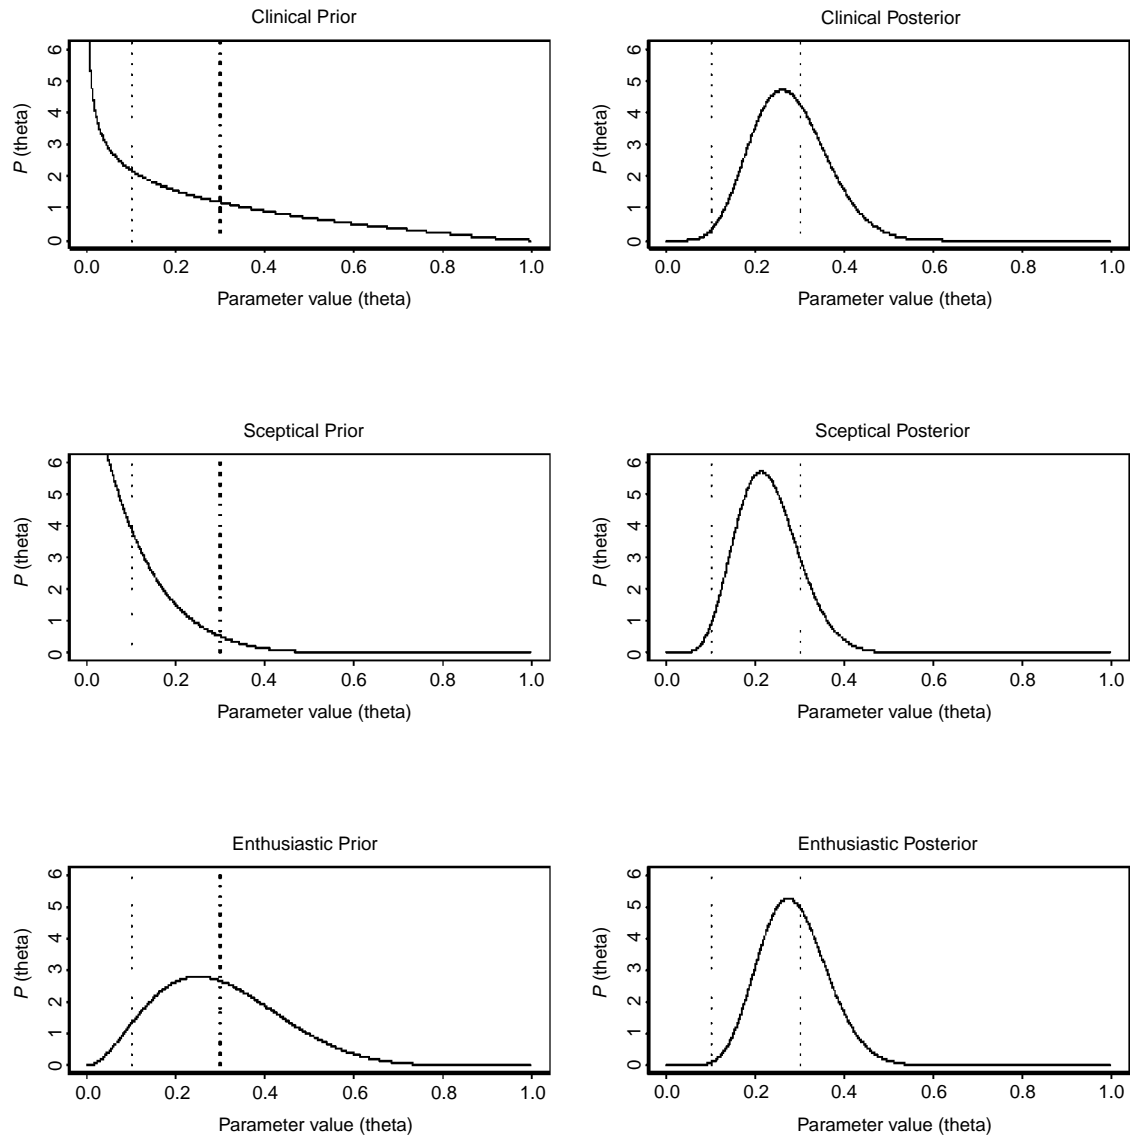 Clinical Prior
6
5
4
3
2
1
0
P (theta)
0.0 0.2 0.4 0.6 0.8 1.0
Parameter value (theta)
Clinical Posterior
6
5
4
3
2
1
0
P (theta)
0.0 0.2 0.4 0.6 0.8 1.0
Parameter value (theta)
Sceptical Prior
6
5
4
3
2
1
0
P (theta)
0.0 0.2 0.4 0.6 0.8 1.0
Parameter value (theta)
Sceptical Posterior
6
5
4
3
2
1
0
P (theta)
0.0 0.2 0.4 0.6 0.8 1.0
Parameter value (theta)
Enthusiastic Prior
6
5
4
3
2
1
0
P (theta)
0.0 0.2 0.4 0.6 0.8 1.0
Parameter value (theta)
Enthusiastic Posterior
6
5
4
3
2
1
0
P (theta)
0.0 0.2 0.4 0.6 0.8 1.0
Parameter value (theta)